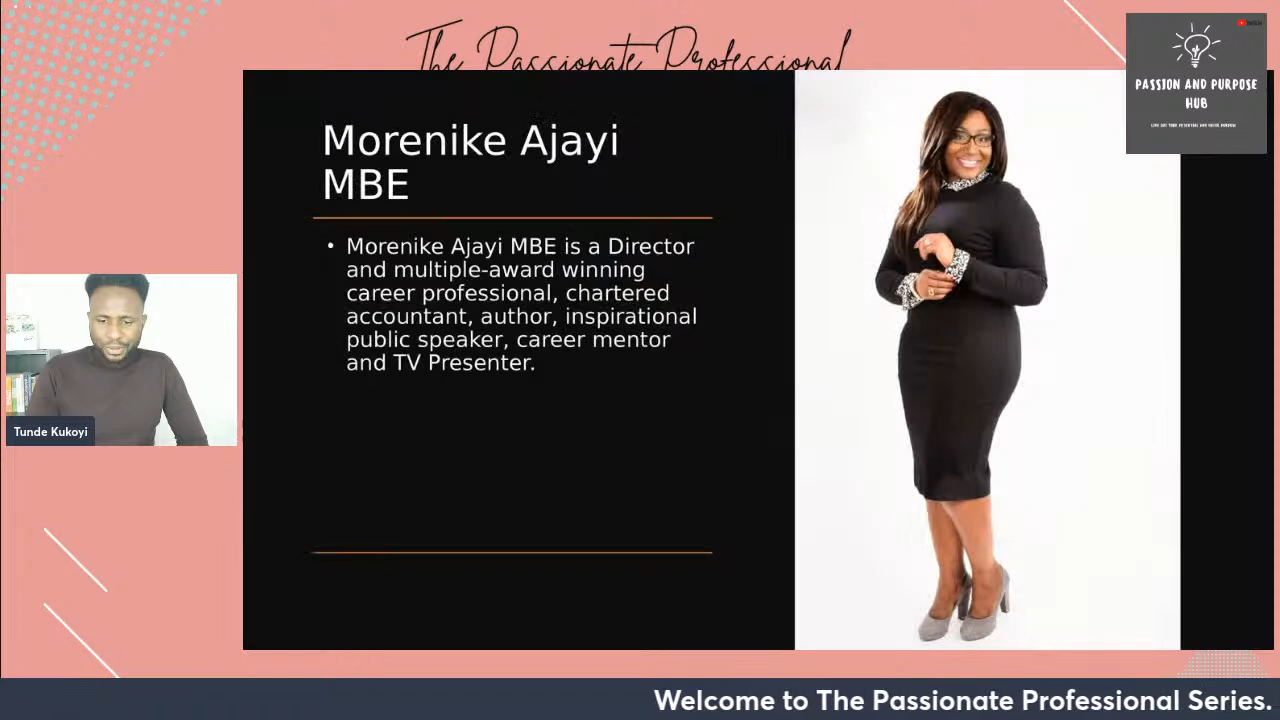 The Passionate Professional
YouTube
PASSION AND PURPOSE
HUB
Morenike Ajayi
MBE
• Morenike Ajayi MBE is a Director
and multiple-award winning
career professional, chartered
accountant, author, inspirational
public speaker, career mentor
and TV Presenter.
Tunde Kukoyi
Welcome to The Passionate Professional Series.